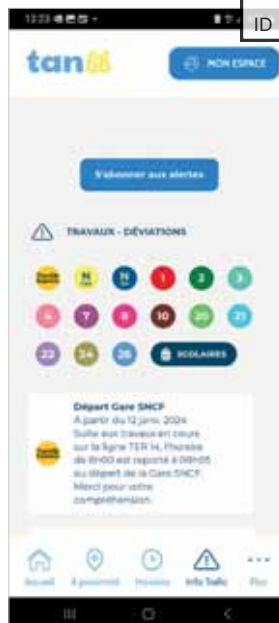 12:23
ID
tan
MON ESPACE
S'abonner aux alertes
TRAVAUX - DÉVIATIONS
N
N
1
2
3
4
7
8
10
20
21
22
24
26
SCOLAIRES
Départ Gare SNCF
A partir du 12 janv. 2024
Suite aux travaux en cours
sur la ligne TER 14, l'horaire
de 8h00 est reporté à 08h05
au départ de la Gare SNCF.
Merci pour votre
compréhension.
Accueil
À proximité
Horaires
Info Trafic
Plus